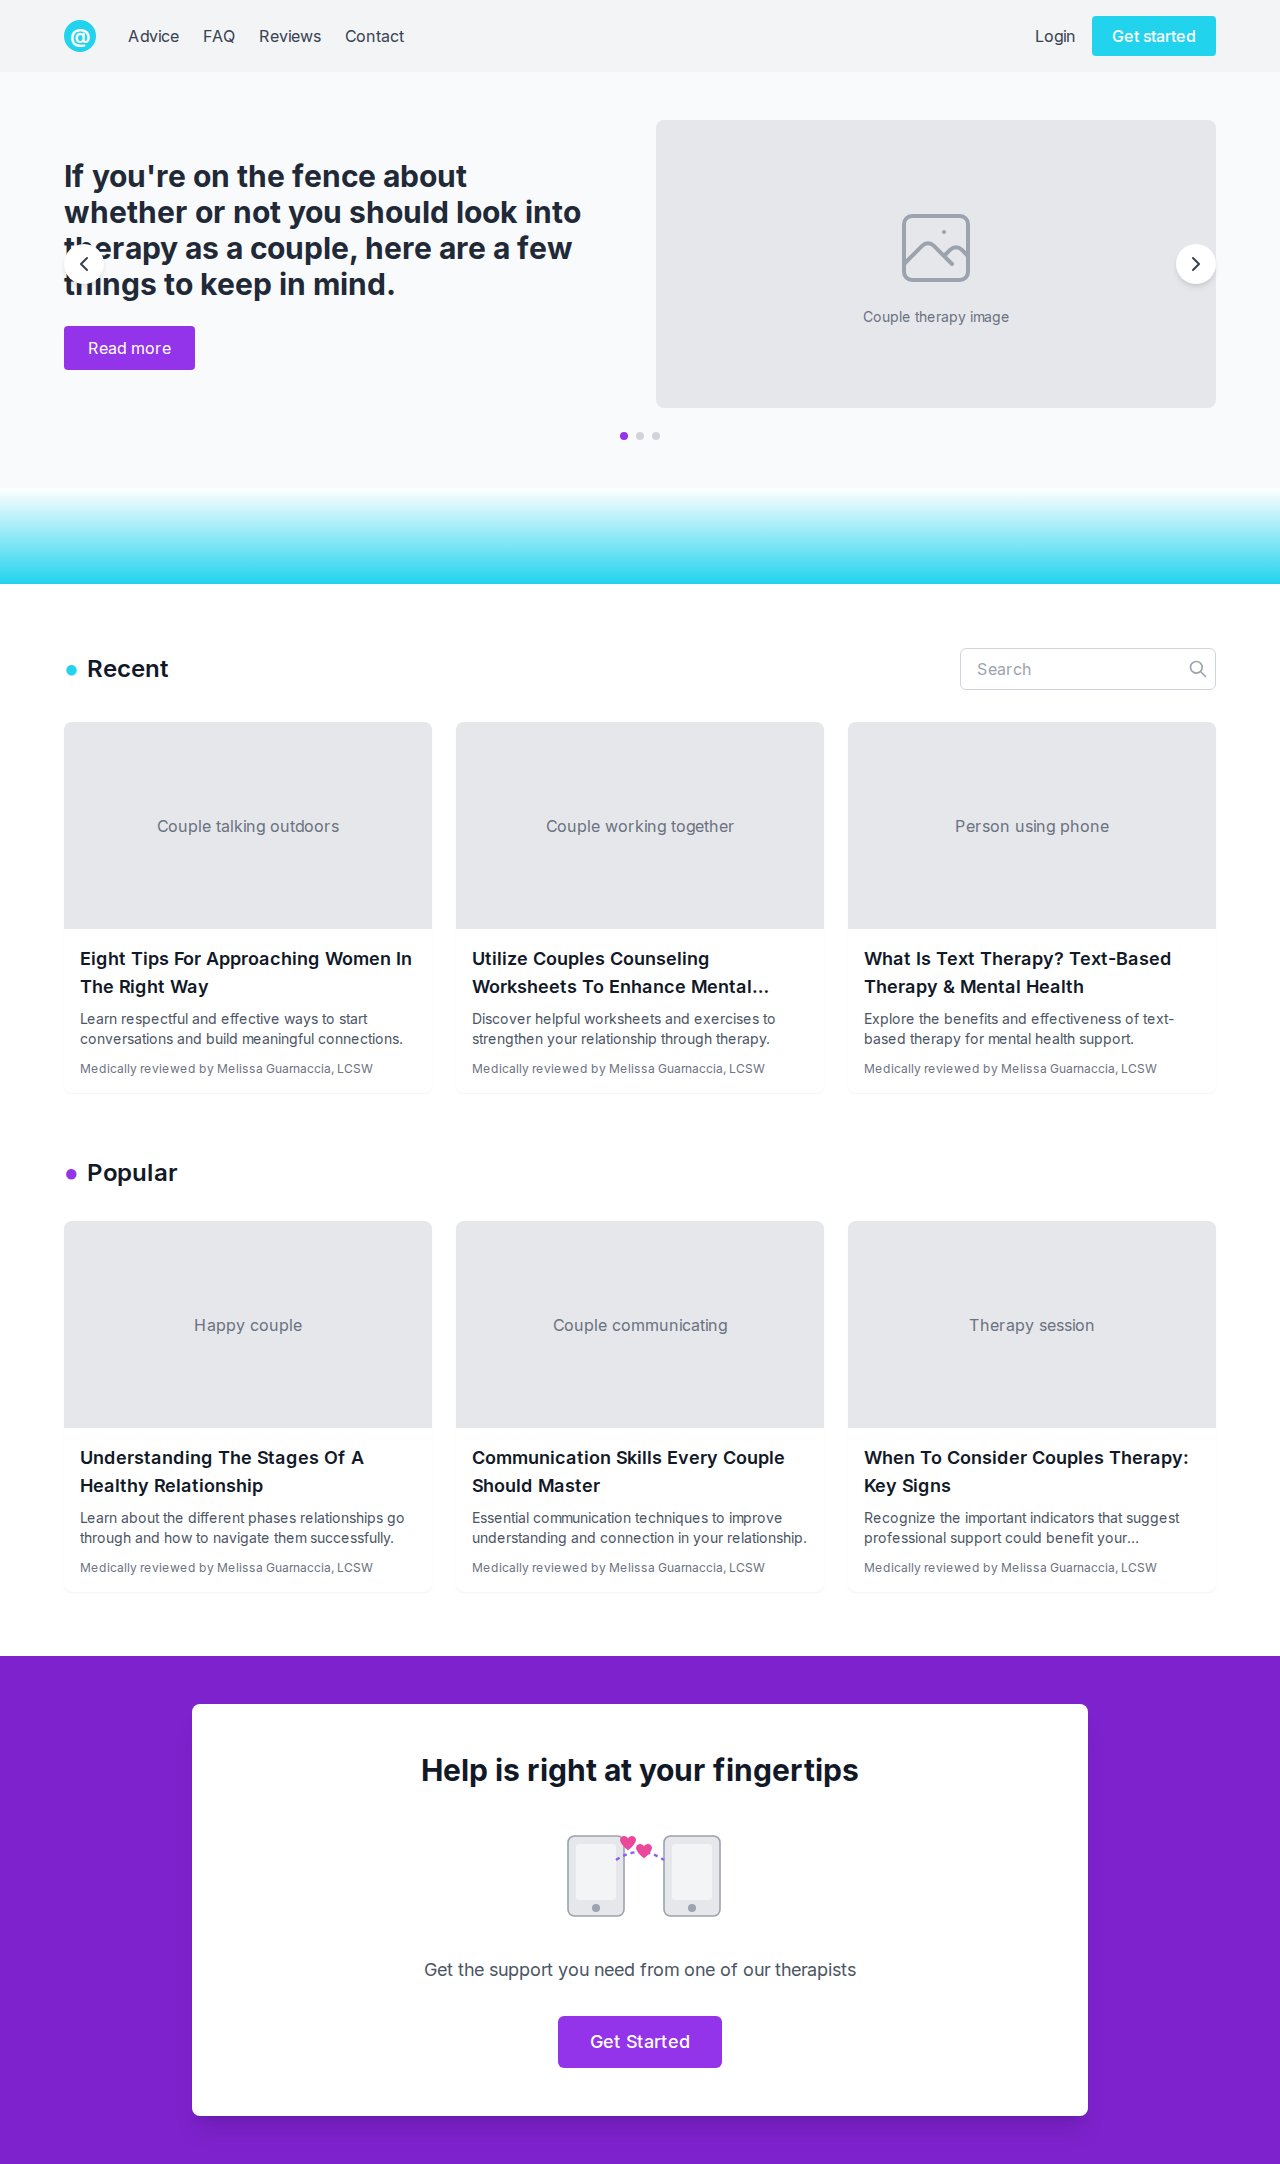 @
Advice
FAQ
Reviews
Contact
Login
Get started
If you're on the fence about
whether or not you should look into
therapy as a couple, here are a few
things to keep in mind.
Read more
Couple therapy image
Recent
Search
Couple talking outdoors
Couple working together
Person using phone
Eight Tips For Approaching Women In
The Right Way
Learn respectful and effective ways to start
conversations and build meaningful connections.
Medically reviewed by Melissa Guarnaccia, LCSW
Utilize Couples Counseling
Worksheets To Enhance Mental...
Discover helpful worksheets and exercises to
strengthen your relationship through therapy.
Medically reviewed by Melissa Guarnaccia, LCSW
What Is Text Therapy? Text-Based
Therapy & Mental Health
Explore the benefits and effectiveness of text-
based therapy for mental health support.
Medically reviewed by Melissa Guarnaccia, LCSW
Popular
Happy couple
Couple communicating
Therapy session
Understanding The Stages Of A
Healthy Relationship
Learn about the different phases relationships go
through and how to navigate them successfully.
Medically reviewed by Melissa Guarnaccia, LCSW
Communication Skills Every Couple
Should Master
Essential communication techniques to improve
understanding and connection in your relationship.
Medically reviewed by Melissa Guarnaccia, LCSW
When To Consider Couples Therapy:
Key Signs
Recognize the important indicators that suggest
professional support could benefit your...
Medically reviewed by Melissa Guarnaccia, LCSW
Help is right at your fingertips
Get the support you need from one of our therapists
Get Started